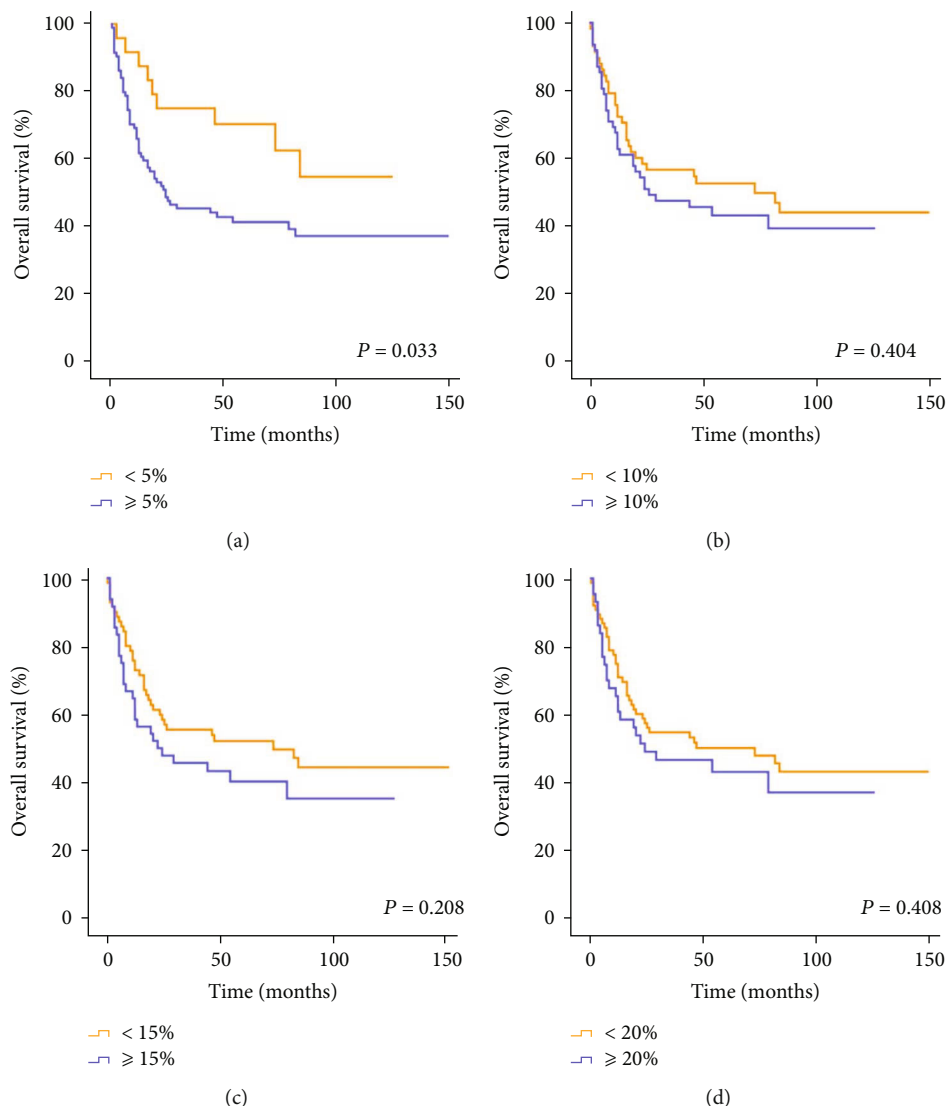 100
80
60
40
20
0
Overall survival (%)
P = 0.033
0 50 100 150
Time (months)
< 5%
⩾ 5%
(a)
100
80
60
40
20
0
Overall survival (%)
P = 0.404
0 50 100 150
Time (months)
< 10%
⩾ 10%
(b)
100
80
60
40
20
0
Overall survival (%)
P = 0.208
0 50 100 150
Time (months)
< 15%
⩾ 15%
(c)
100
80
60
40
20
0
Overall survival (%)
P = 0.408
0 50 100 150
Time (months)
< 20%
⩾ 20%
(d)